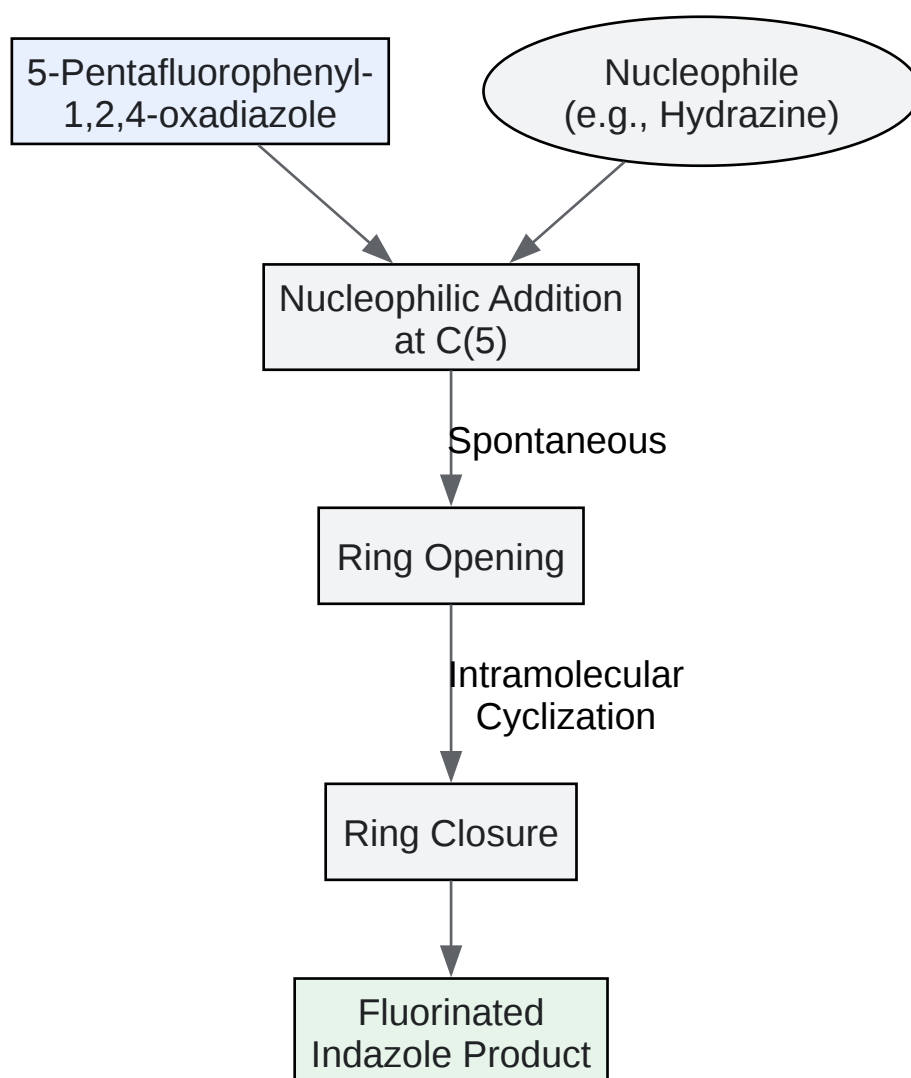 5-Pentafluorophenyl-
1,2,4-oxadiazole
Nucleophile
(e.g., Hydrazine)
Nucleophilic Addition
at C(5)
Spontaneous
Ring Opening
Intramolecular
Cyclization
Ring Closure
Fluorinated
Indazole Product